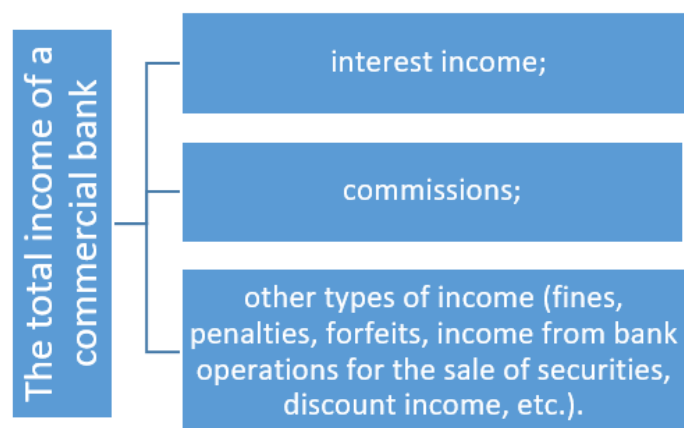 The total income of a
commercial bank
interest income;
commissions;
other types of income (fines,
penalties, forfeits, income from bank
operations for the sale of securities,
discount income, etc.).